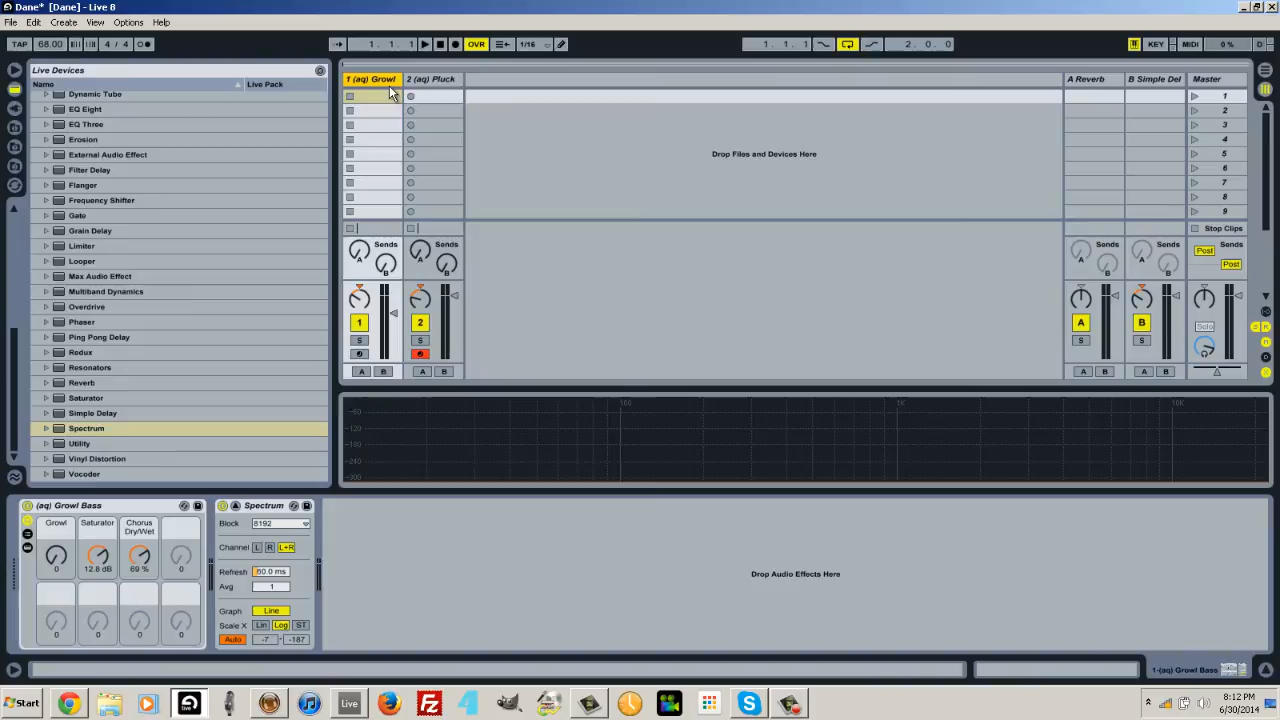 Dane* [Dane] - Live 8
File Edit Create View Options Help
TAP 68.00 4 / 4 1. 1. 1 OVR 1/16 1. 1. 1 2. 0. 0 KEY MIDI 0 % D
Live Devices
Name Live Pack
Dynamic Tube
EQ Eight
EQ Three
Erosion
External Audio Effect
Filter Delay
Flanger
Frequency Shifter
Gate
Grain Delay
Limiter
Looper
Max Audio Effect
Multiband Dynamics
Overdrive
Phaser
Ping Pong Delay
Redux
Resonators
Reverb
Saturator
Simple Delay
Spectrum
Utility
Vinyl Distortion
Vocoder
1 (aq) Growl 2 (aq) Pluck A Reverb B Simple Del Master
1
2
3
4
5
6
7
8
9
Drop Files and Devices Here
Stop Clips
Sends Sends Sends Sends Sends
A A A A Post
B B B B Post
1 2 A B Solo
S S S S
A B A B A B A B
100 1K 10K
-60
-120
-180
-240
-300
(aq) Growl Bass
Growl Saturator Chorus Dry/Wet
0 12.8 dB 69 % 0
0 0 0 0
Spectrum
Block 8192
Channel L R L+R
Refresh 60.0 ms
Avg 1
Graph Line
Scale X Lin Log ST
Auto -7 - -187
Drop Audio Effects Here
1-(aq) Growl Bass
Start Live 8:12 PM
6/30/2014